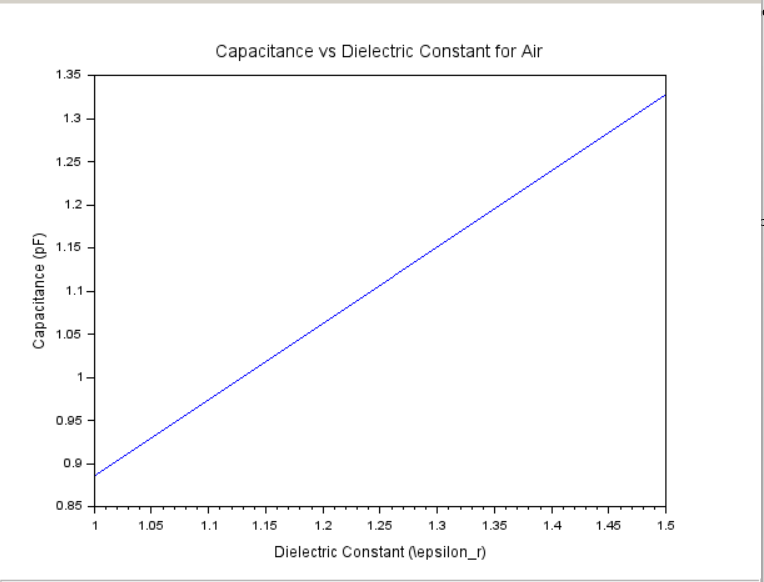 Capacitance vs Dielectric Constant for Air
1.35
1.3
1.25
1.2
1.15
1.1
1.05
1
0.95
0.9
0.85
Capacitance (pF)
1 1.05 1.1 1.15 1.2 1.25 1.3 1.35 1.4 1.45 1.5
Dielectric Constant (\epsilon_r)